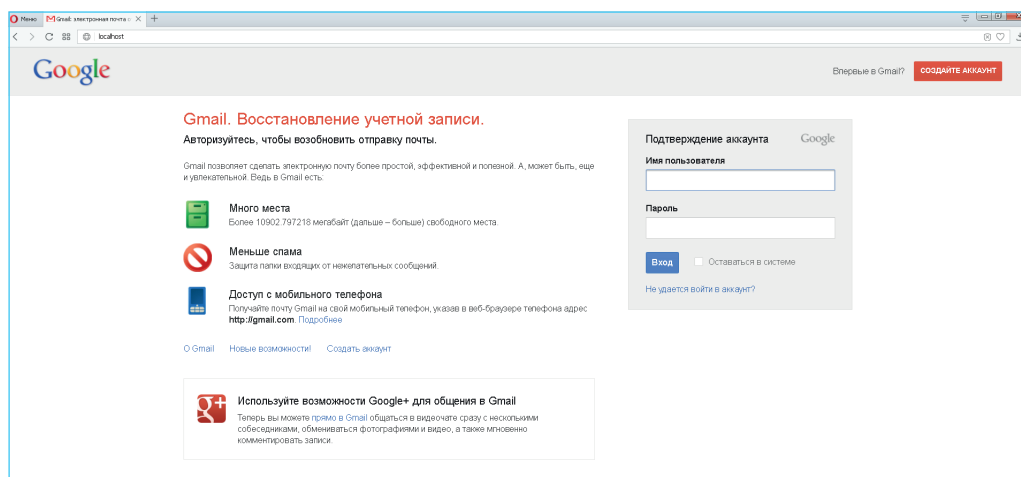 Меню
Gmail: электронная почта о
localhost
Google
Впервые в Gmail?
СОЗДАЙТЕ АККАУНТ
Gmail. Восстановление учетной записи.
Авторизуйтесь, чтобы возобновить отправку почты.
Gmail позволяет сделать электронную почту более простой, эффективной и полезной. А, может быть, еще
и увлекательной. Ведь в Gmail есть:
Много места
Более 10902.797218 мегабайт (дальше – больше) свободного места.
Меньше спама
Защита папки входящих от нежелательных сообщений.
Доступ с мобильного телефона
Получайте почту Gmail на свой мобильный телефон, указав в веб-браузере телефона адрес
http://gmail.com. Подробнее
О Gmail Новые возможности! Создать аккаунт
g+
Используйте возможности Google+ для общения в Gmail
Теперь вы можете прямо в Gmail общаться в видеочате сразу с несколькими
собеседниками, обмениваться фотографиями и видео, а также мгновенно
комментировать записи.
Подтверждение аккаунта Google
Имя пользователя
Пароль
Вход Оставаться в системе
Не удается войти в аккаунт?